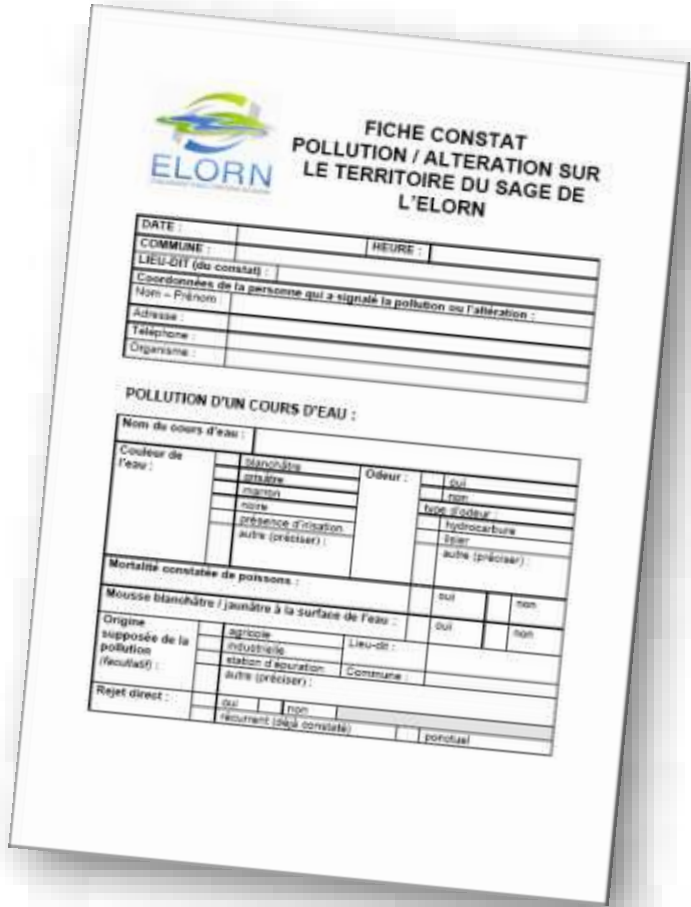 ELORN
FICHE CONSTAT
POLLUTION / ALTERATION SUR
LE TERRITOIRE DU SAGE DE
L'ELORN
DATE :
HEURE :
COMMUNE :
LIEU-DIT (du constat) :
Coordonnées de la personne qui a signalé la pollution ou l'altération :
Nom – Prénom :
Adresse :
Téléphone :
Organisme :
POLLUTION D'UN COURS D'EAU :
Nom du cours d'eau :
Couleur de
l'eau :
blanchâtre
grisâtre
marron
noire
présence d'irisation
autre (préciser) :
Odeur :
oui
non
type d'odeur :
hydrocarbure
lisier
autre (préciser) :
Mortalité constatée de poissons :
oui
non
Mousse blanchâtre / jaunâtre à la surface de l'eau :
oui
non
Origine
supposée de la
pollution
(facultatif) :
agricole
industrielle
station d'épuration
autre (préciser) :
Lieu-dit :
Commune :
Rejet direct :
oui
non
récurrent (déjà constaté)
ponctuel